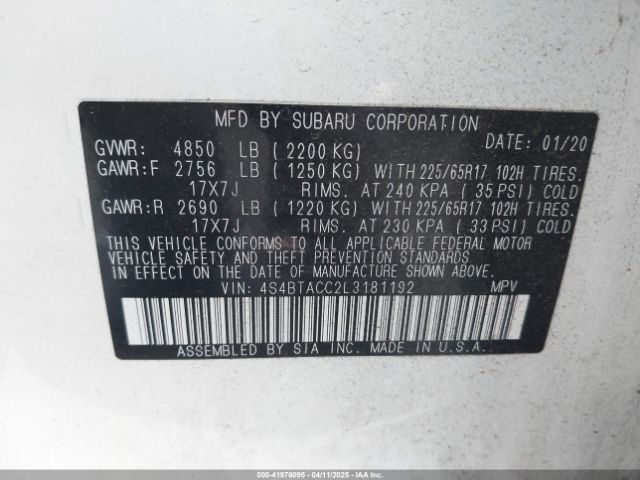 MFD BY SUBARU CORPORATION
DATE: 01/20
GVWR: 4850 LB ( 2200 KG)
GAWR:F 2756 LB ( 1250 KG) WITH 225/65R17 102H TIRES.
17X7J RIMS. AT 240 KPA ( 35 PSI) COLD
GAWR:R 2690 LB ( 1220 KG) WITH 225/65R17 102H TIRES.
17X7J RIMS. AT 230 KPA ( 33 PSI) COLD
THIS VEHICLE CONFORMS TO ALL APPLICABLE FEDERAL MOTOR
VEHICLE SAFETY AND THEFT PREVENTION STANDARDS
IN EFFECT ON THE DATE OF MANUFACTURE SHOWN ABOVE.
VIN: 4S4BTACC2L3181192 MPV
ASSEMBLED BY SIA INC. MADE IN U.S.A.
000-41976095 - 04/11/2025 - IAAI.COM